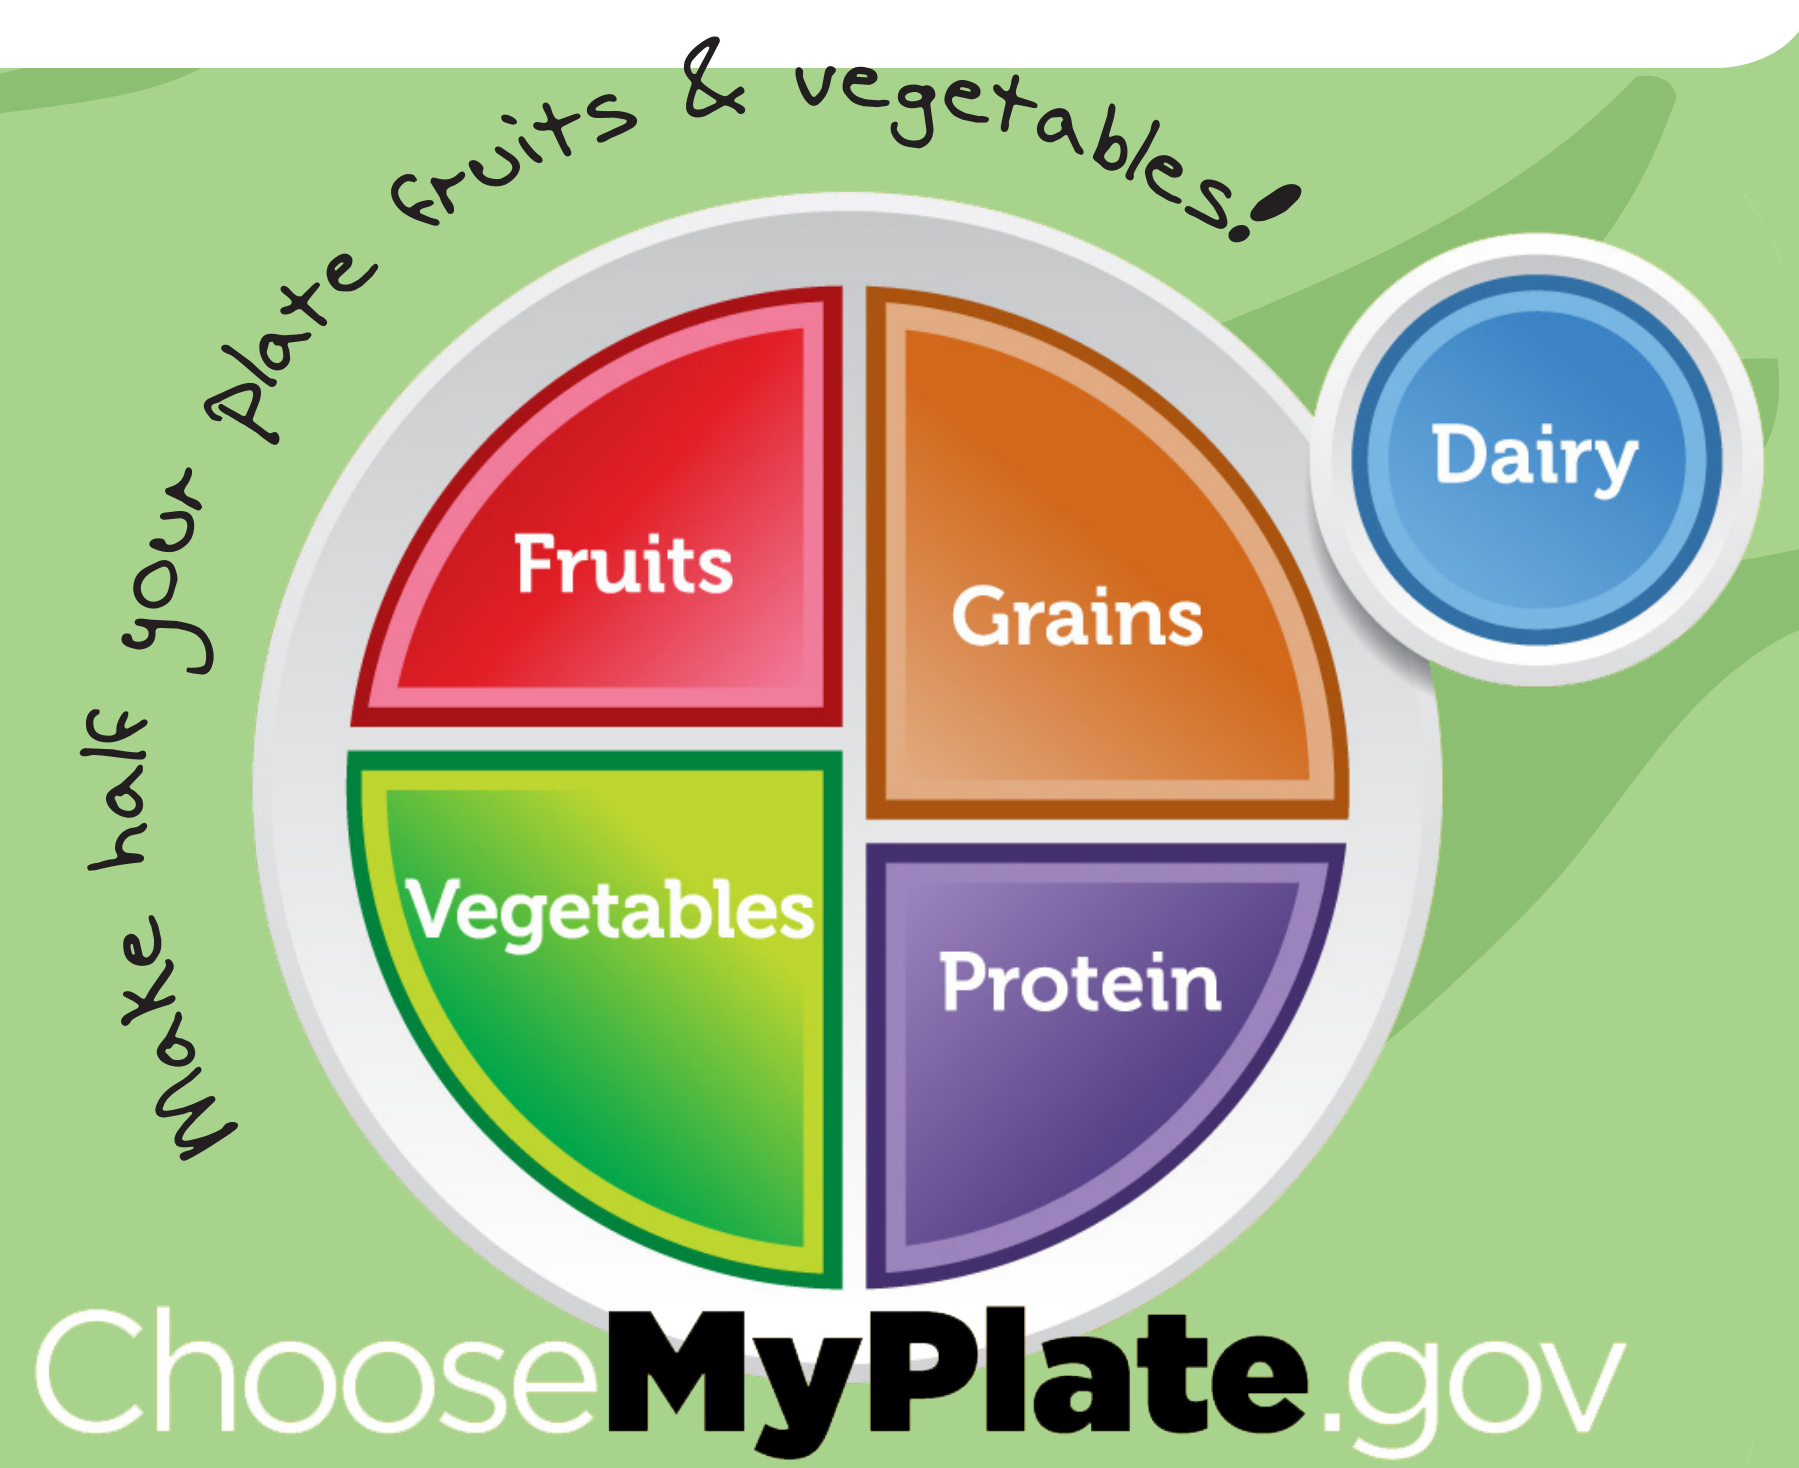 Make half your plate fruits & vegetables!
Dairy
Fruits
Grains
Vegetables
Protein
ChooseMyPlate.gov